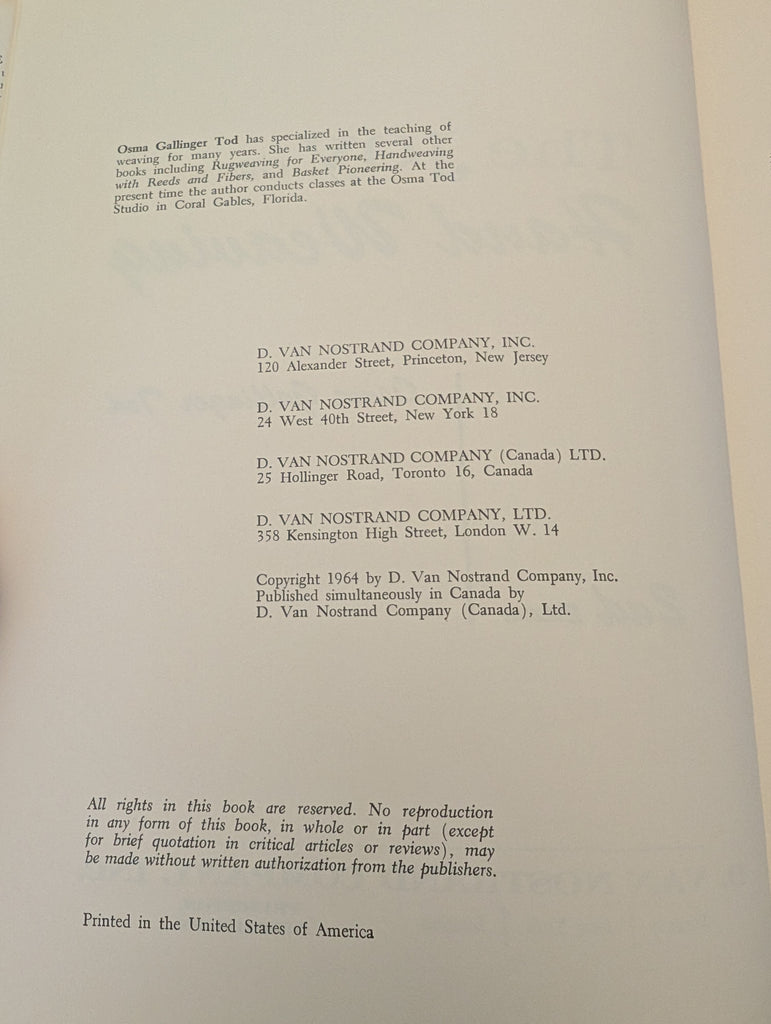 Osma Gallinger Tod has specialized in the teaching of
weaving for many years. She has written several other
books including Rugweaving for Everyone, Handweaving
with Reeds and Fibers, and Basket Pioneering. At the
present time the author conducts classes at the Osma Tod
Studio in Coral Gables, Florida.
D. VAN NOSTRAND COMPANY, INC.
120 Alexander Street, Princeton, New Jersey
D. VAN NOSTRAND COMPANY, INC.
24 West 40th Street, New York 18
D. VAN NOSTRAND COMPANY (Canada) LTD.
25 Hollinger Road, Toronto 16, Canada
D. VAN NOSTRAND COMPANY, LTD.
358 Kensington High Street, London W. 14
Copyright 1964 by D. Van Nostrand Company, Inc.
Published simultaneously in Canada by
D. Van Nostrand Company (Canada), Ltd.
All rights in this book are reserved. No reproduction
in any form of this book, in whole or in part (except
for brief quotation in critical articles or reviews), may
be made without written authorization from the publishers.
Printed in the United States of America